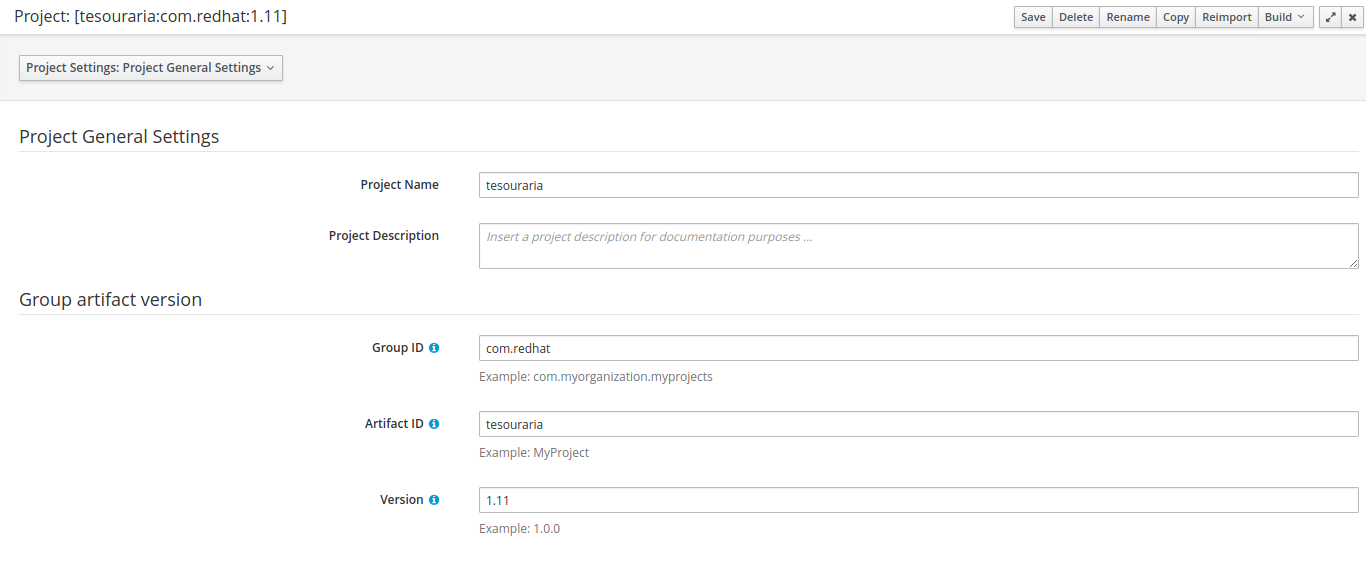 Project: [tesouraria:com.redhat:1.11]
Save Delete Rename Copy Reimport Build
Project Settings: Project General Settings
Project General Settings
Project Name tesouraria
Project Description Insert a project description for documentation purposes ...
Group artifact version
Group ID com.redhat
Example: com.myorganization.myprojects
Artifact ID tesouraria
Example: MyProject
Version 1.11
Example: 1.0.0